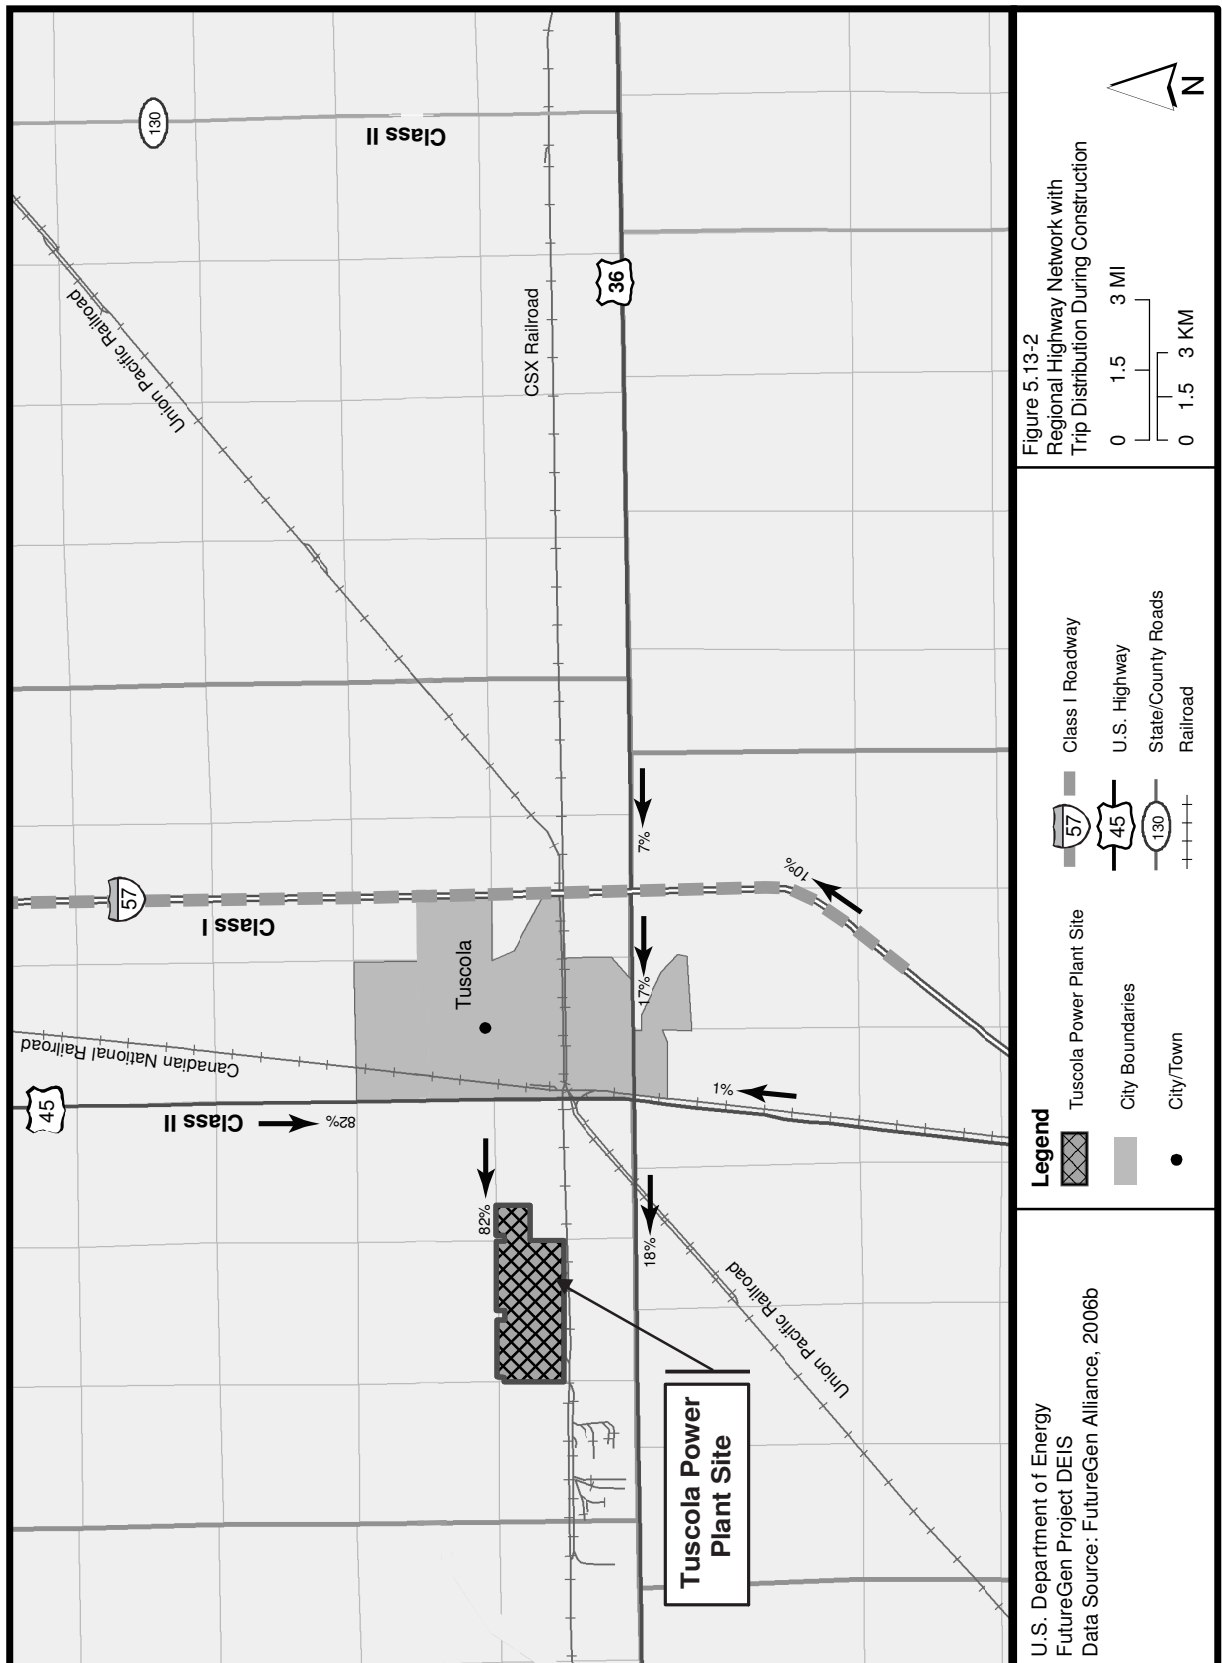 130
Class II
Union Pacific Railroad
CSX Railroad
36
57
Class I
Tuscola
7%
10%
17%
Canadian National Railroad
45
Class II
82%
1%
82%
18%
Union Pacific Railroad
Tuscola Power
Plant Site
U.S. Department of Energy
FutureGen Project DEIS
Data Source: FutureGen Alliance, 2006b
Legend
Tuscola Power Plant Site
City Boundaries
City/Town
57
Class I Roadway
45
U.S. Highway
130
State/County Roads
Railroad
Figure 5.13-2
Regional Highway Network with
Trip Distribution During Construction
0 1.5 3 MI
0 1.5 3 KM
N